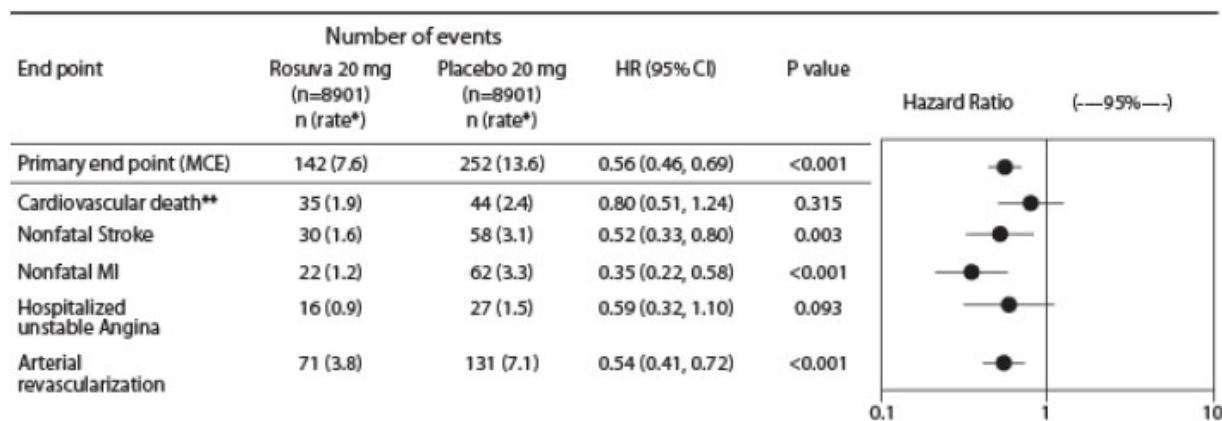 Number of events
End point Rosuva 20 mg Placebo 20 mg HR (95% CI) P value
(n=8901) (n=8901)
n (rate*) n (rate*)
Hazard Ratio (-—95%—-)
Primary end point (MCE) 142 (7.6) 252 (13.6) 0.56 (0.46, 0.69) <0.001
Cardiovascular death** 35 (1.9) 44 (2.4) 0.80 (0.51, 1.24) 0.315
Nonfatal Stroke 30 (1.6) 58 (3.1) 0.52 (0.33, 0.80) 0.003
Nonfatal MI 22 (1.2) 62 (3.3) 0.35 (0.22, 0.58) <0.001
Hospitalized 16 (0.9) 27 (1.5) 0.59 (0.32, 1.10) 0.093
unstable Angina
Arterial 71 (3.8) 131 (7.1) 0.54 (0.41, 0.72) <0.001
revascularization
0.1 1 10